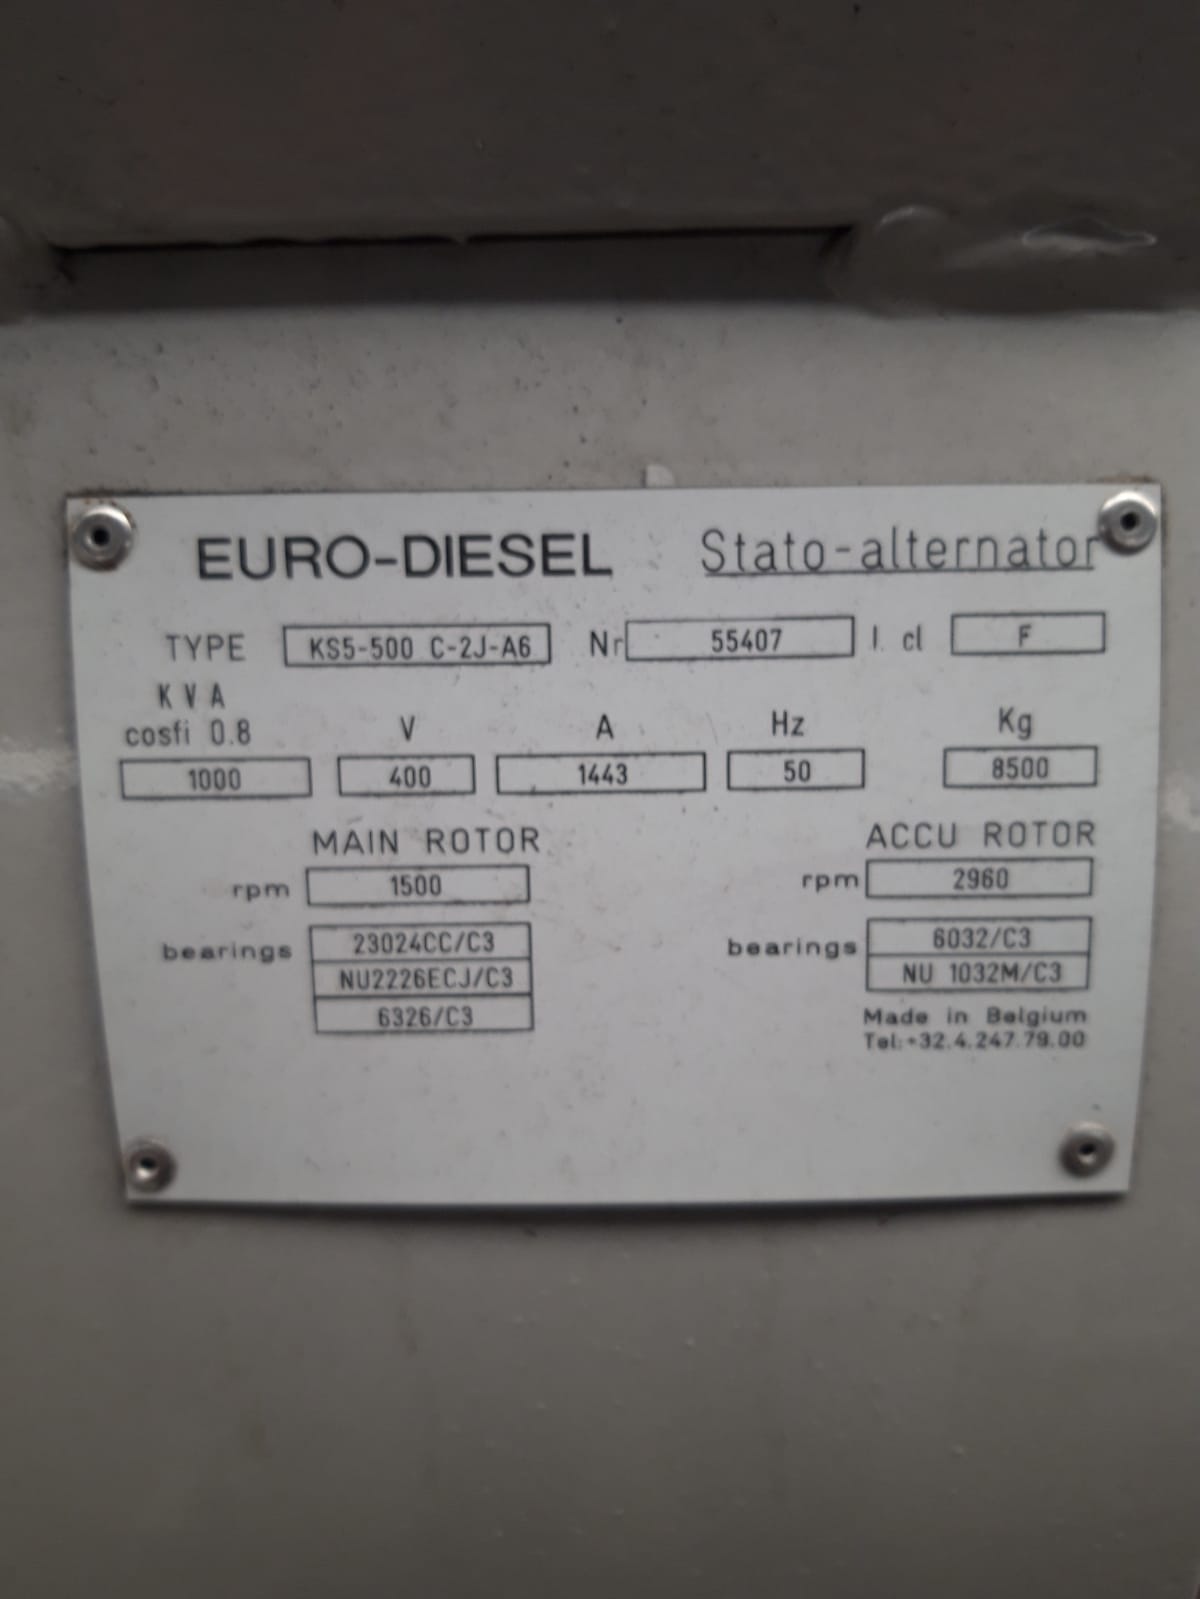 EURO-DIESEL Stato-alternator
TYPE KS5-500 C-2J-A6 Nr 55407 I. cl F
KVA
cosfi 0.8 V A Hz Kg
1000 400 1443 50 8500
MAIN ROTOR ACCU ROTOR
rpm 1500 rpm 2960
bearings 23024CC/C3 bearings 6032/C3
NU2226ECJ/C3 NU 1032M/C3
6326/C3 Made in Belgium
Tel:+32.4.247.79.00